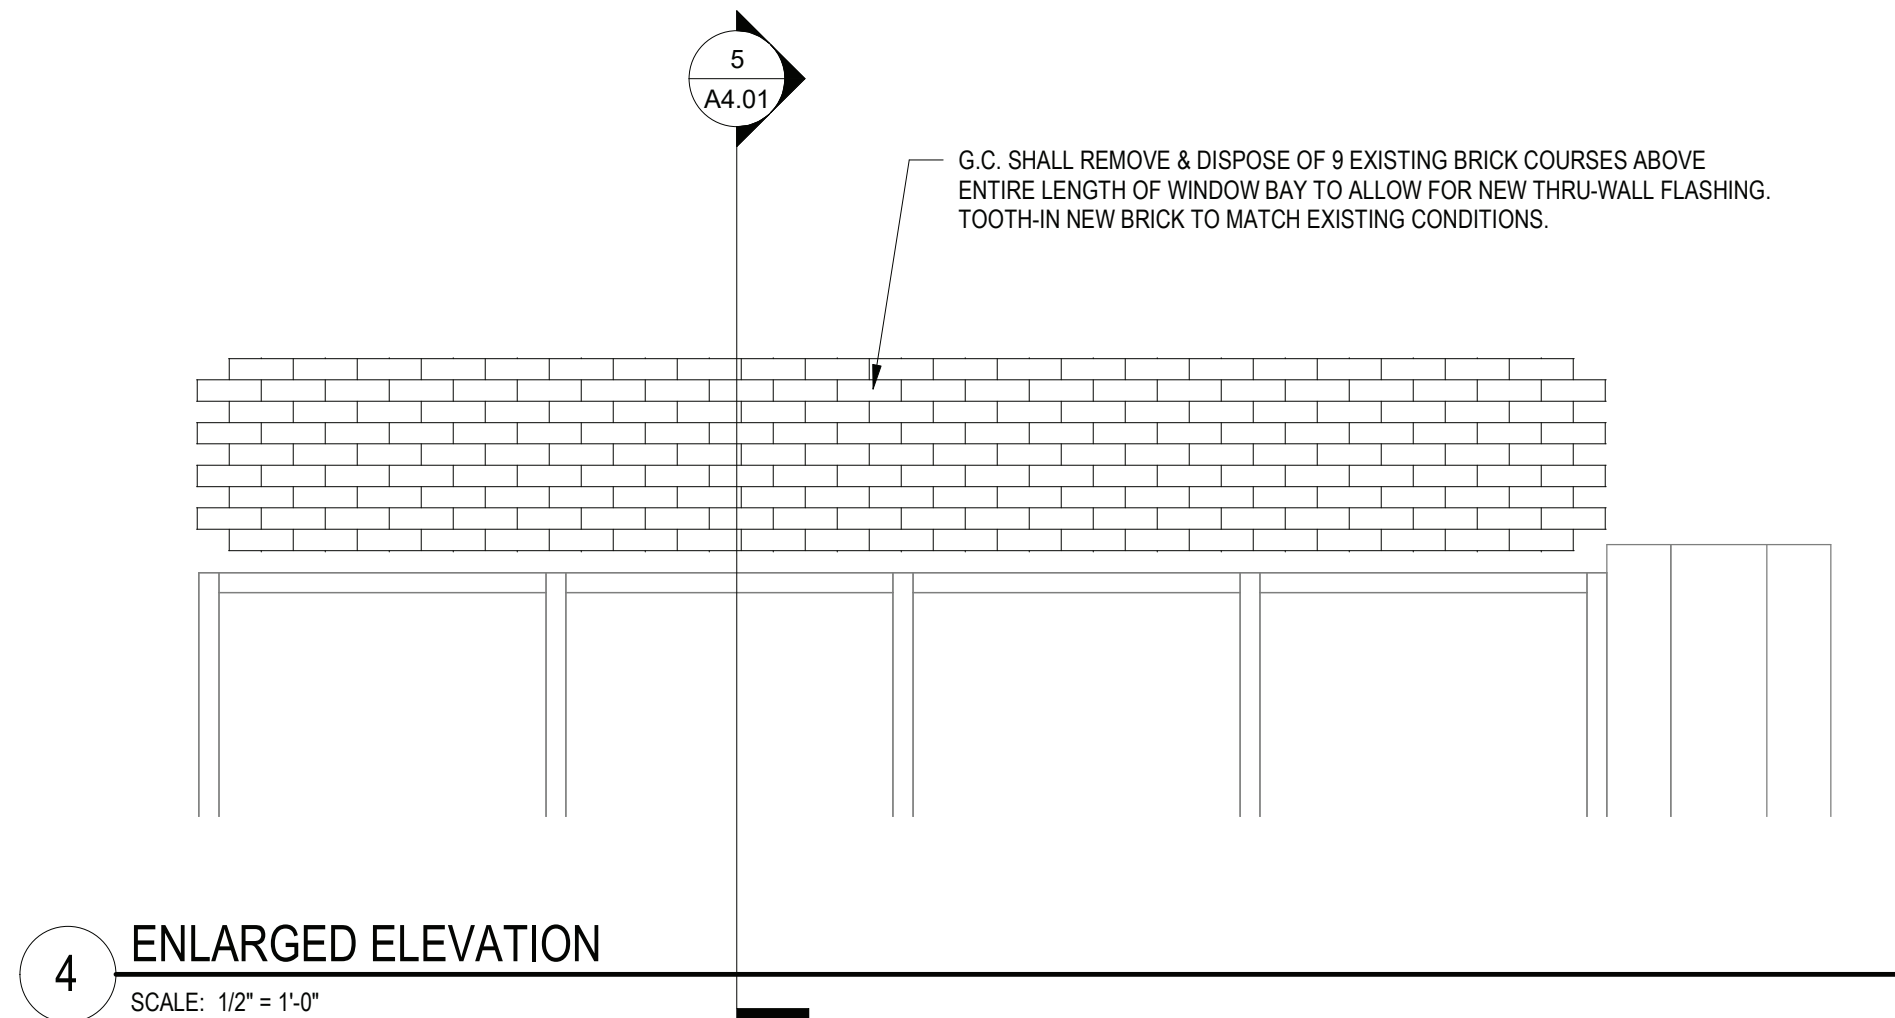 5
A4.01
G.C. SHALL REMOVE & DISPOSE OF 9 EXISTING BRICK COURSES ABOVE
ENTIRE LENGTH OF WINDOW BAY TO ALLOW FOR NEW THRU-WALL FLASHING.
TOOTH-IN NEW BRICK TO MATCH EXISTING CONDITIONS.
4
ENLARGED ELEVATION
SCALE: 1/2" = 1'-0"